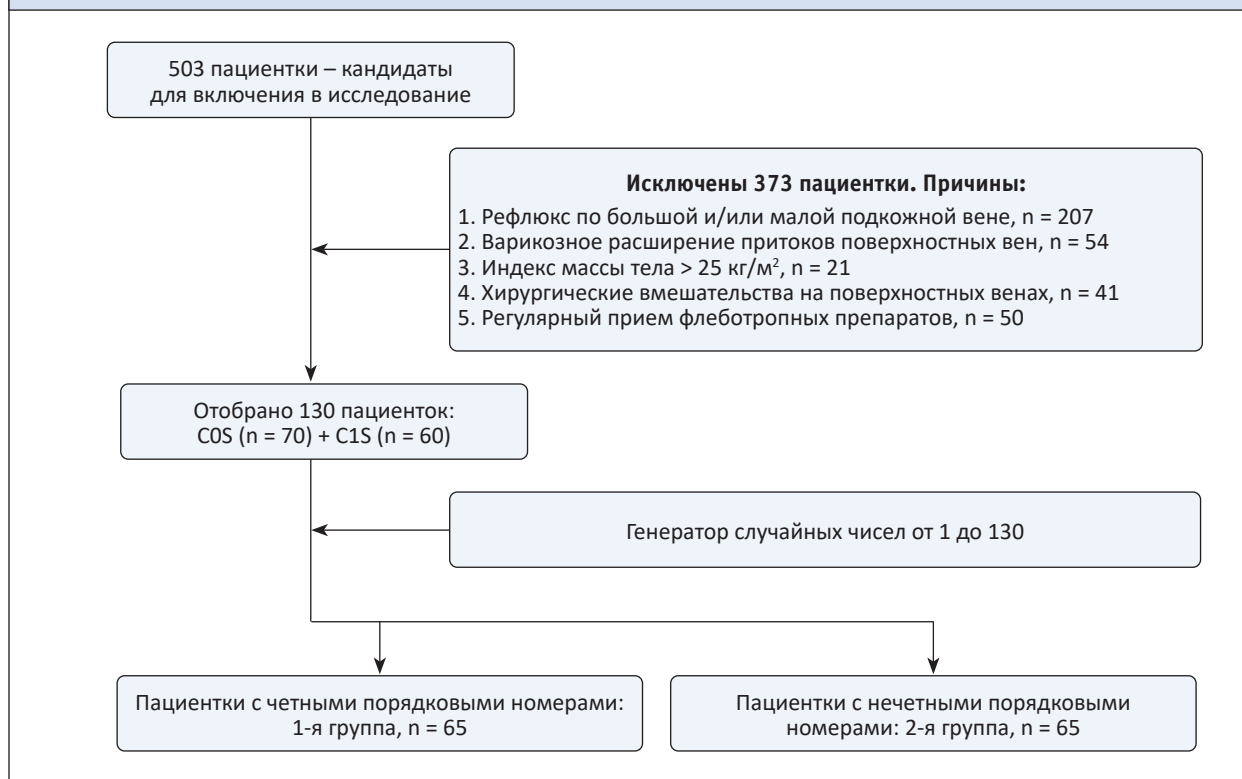 503 пациентки – кандидаты
для включения в исследование
Исключены 373 пациентки. Причины:
1. Рефлюкс по большой и/или малой подкожной вене, n = 207
2. Варикозное расширение притоков поверхностных вен, n = 54
3. Индекс массы тела > 25 кг/м², n = 21
4. Хирургические вмешательства на поверхностных венах, n = 41
5. Регулярный прием флеботропных препаратов, n = 50
Отобрано 130 пациенток:
C0S (n = 70) + C1S (n = 60)
Генератор случайных чисел от 1 до 130
Пациентки с четными порядковыми номерами:
1-я группа, n = 65
Пациентки с нечетными порядковыми
номерами: 2-я группа, n = 65